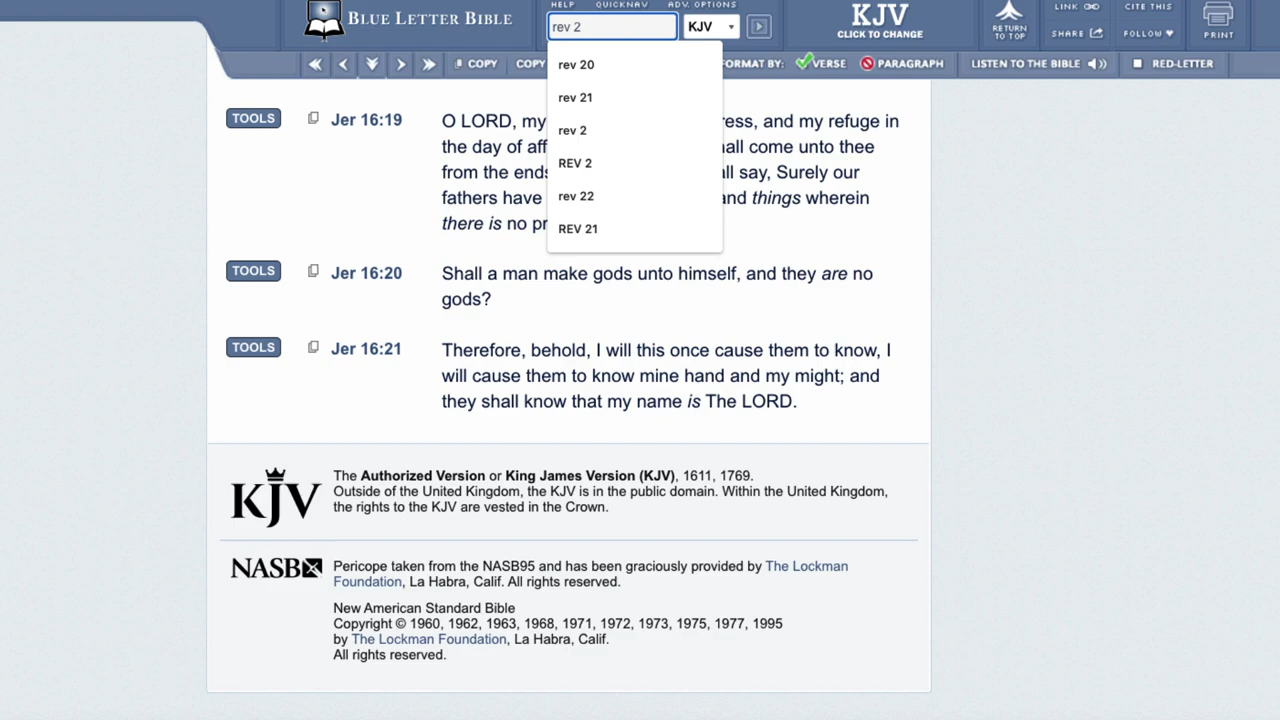 HELP QUICKNAV ADV. OPTIONS
BLUE LETTER BIBLE
rev 2
KJV
KJV
CLICK TO CHANGE
RETURN
TO TOP
LINK
SHARE
CITE THIS
FOLLOW
PRINT
COPY
COPY
FORMAT BY:
VERSE
PARAGRAPH
LISTEN TO THE BIBLE
RED-LETTER
rev 20
rev 21
rev 2
REV 2
rev 22
REV 21
TOOLS
Jer 16:19
O LORD, my ress, and my refuge in
the day of aff all come unto thee
from the ends ll say, Surely our
fathers have and things wherein
there is no pr
TOOLS
Jer 16:20
Shall a man make gods unto himself, and they are no
gods?
TOOLS
Jer 16:21
Therefore, behold, I will this once cause them to know, I
will cause them to know mine hand and my might; and
they shall know that my name is The LORD.
KJV
The Authorized Version or King James Version (KJV), 1611, 1769.
Outside of the United Kingdom, the KJV is in the public domain. Within the United Kingdom,
the rights to the KJV are vested in the Crown.
NASB
Pericope taken from the NASB95 and has been graciously provided by The Lockman
Foundation, La Habra, Calif. All rights reserved.
New American Standard Bible
Copyright © 1960, 1962, 1963, 1968, 1971, 1972, 1973, 1975, 1977, 1995
by The Lockman Foundation, La Habra, Calif.
All rights reserved.